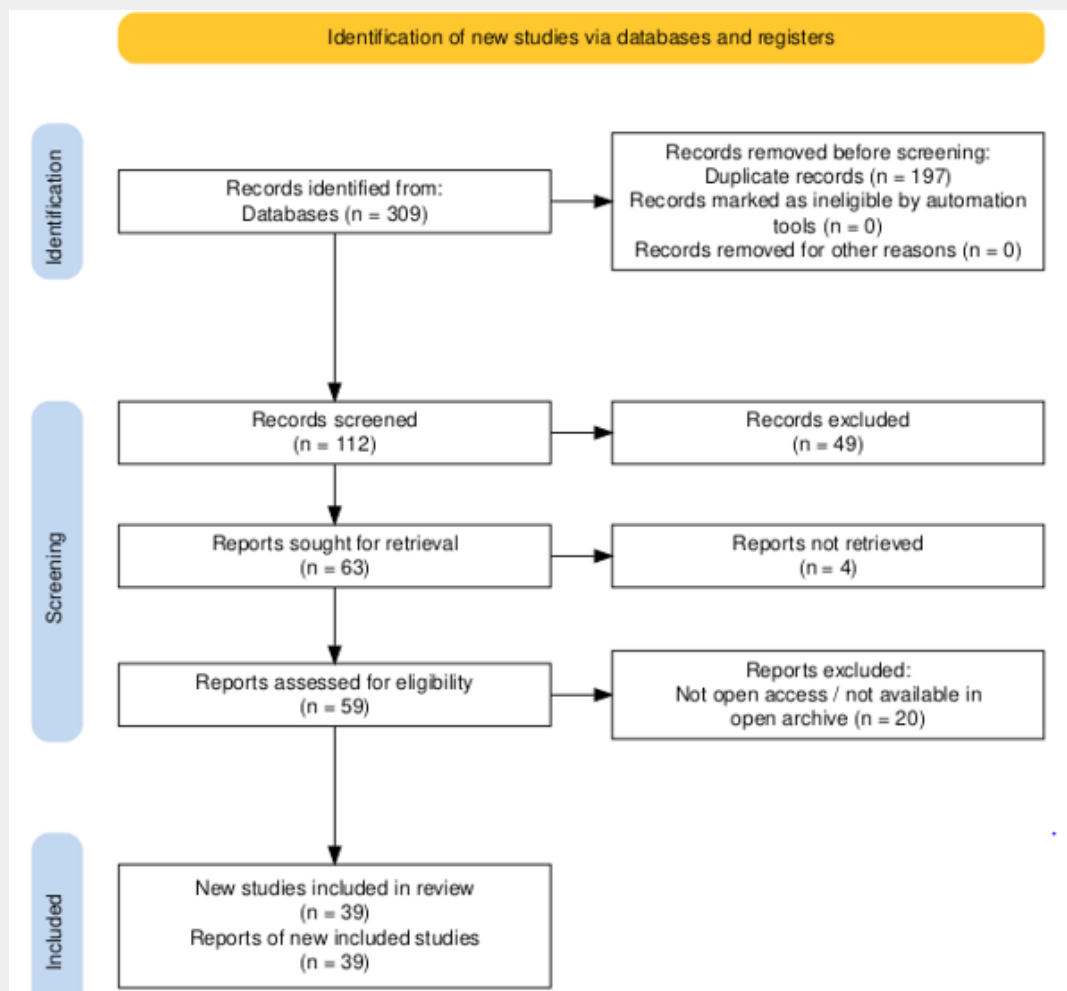 Identification of new studies via databases and registers
Identification
Records identified from:
Databases (n = 309)
Records removed before screening:
Duplicate records (n = 197)
Records marked as ineligible by automation
tools (n = 0)
Records removed for other reasons (n = 0)
Screening
Records screened
(n = 112)
Records excluded
(n = 49)
Reports sought for retrieval
(n = 63)
Reports not retrieved
(n = 4)
Reports assessed for eligibility
(n = 59)
Reports excluded:
Not open access / not available in
open archive (n = 20)
Included
New studies included in review
(n = 39)
Reports of new included studies
(n = 39)